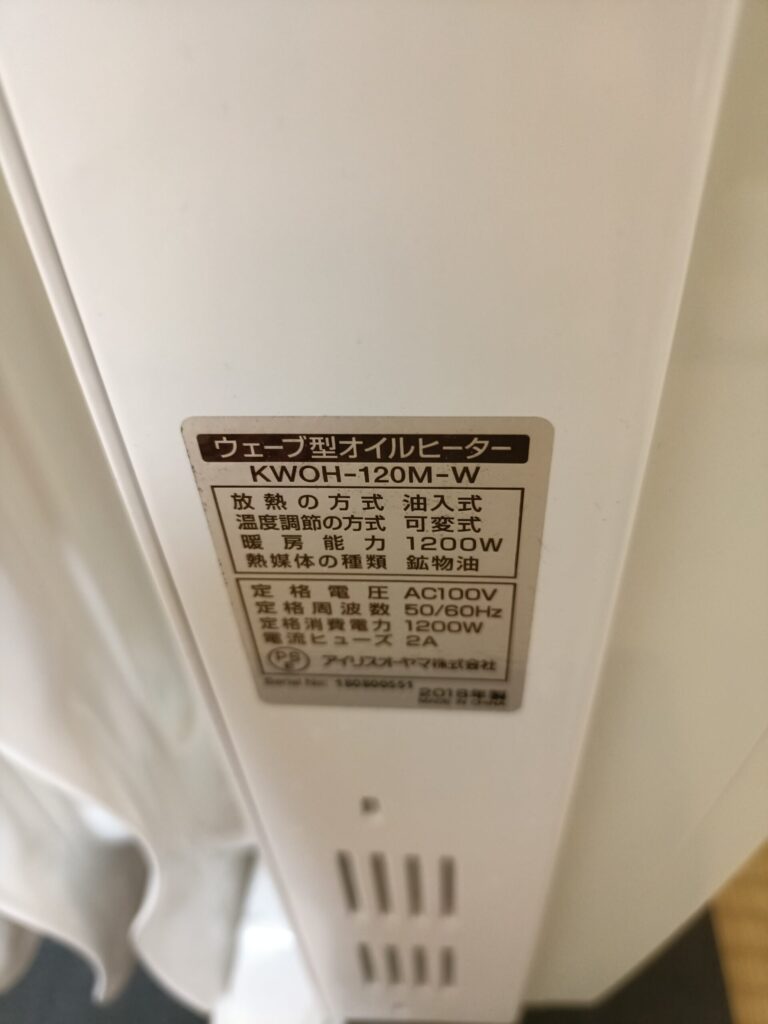 ウェーブ型オイルヒーター
KWOH-120M-W
放熱の方式 油入式
温度調節の方式 可変式
暖房能力 1200W
熱媒体の種類 鉱物油
定格電圧 AC100V
定格周波数 50/60Hz
定格消費電力 1200W
電流ヒューズ 2A
PSE アイリスオーヤマ株式会社
Serial No.
2018年製
MADE IN CHINA